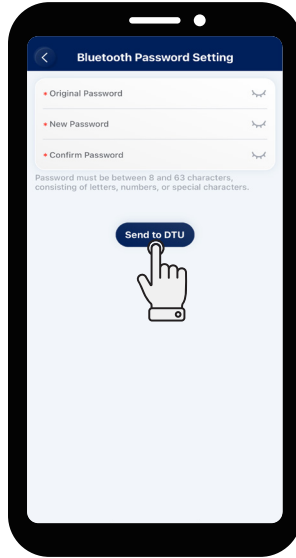 Bluetooth Password Setting
• Original Password
• New Password
• Confirm Password
Password must be between 8 and 63 characters,
consisting of letters, numbers, or special characters.
Send to DTU